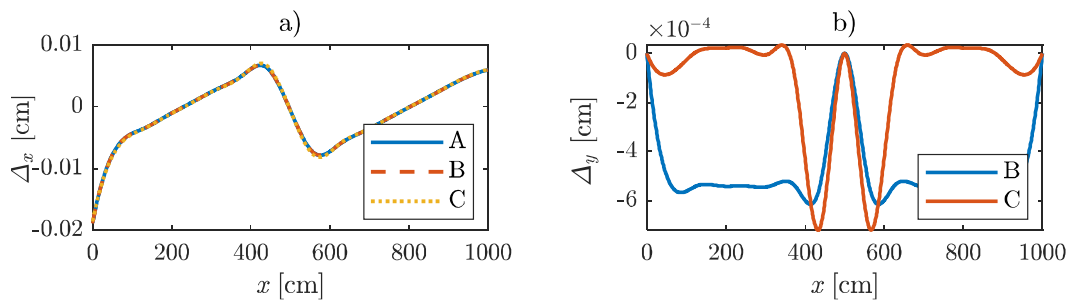 a)
0.01
0
-0.01
-0.02
Δx [cm]
A
B
C
0 200 400 600 800 1000
x [cm]
b)
×10−4
0
-2
-4
-6
Δy [cm]
B
C
0 200 400 600 800 1000
x [cm]